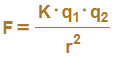 F = K · q₁ · q₂ / r²